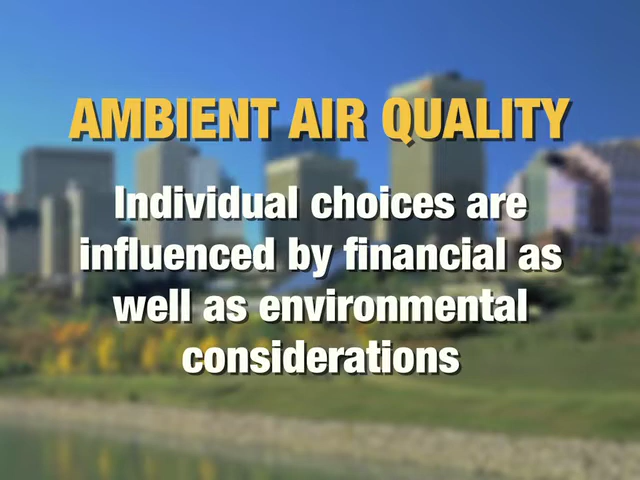 AMBIENT AIR QUALITY
Individual choices are
influenced by financial as
well as environmental
considerations